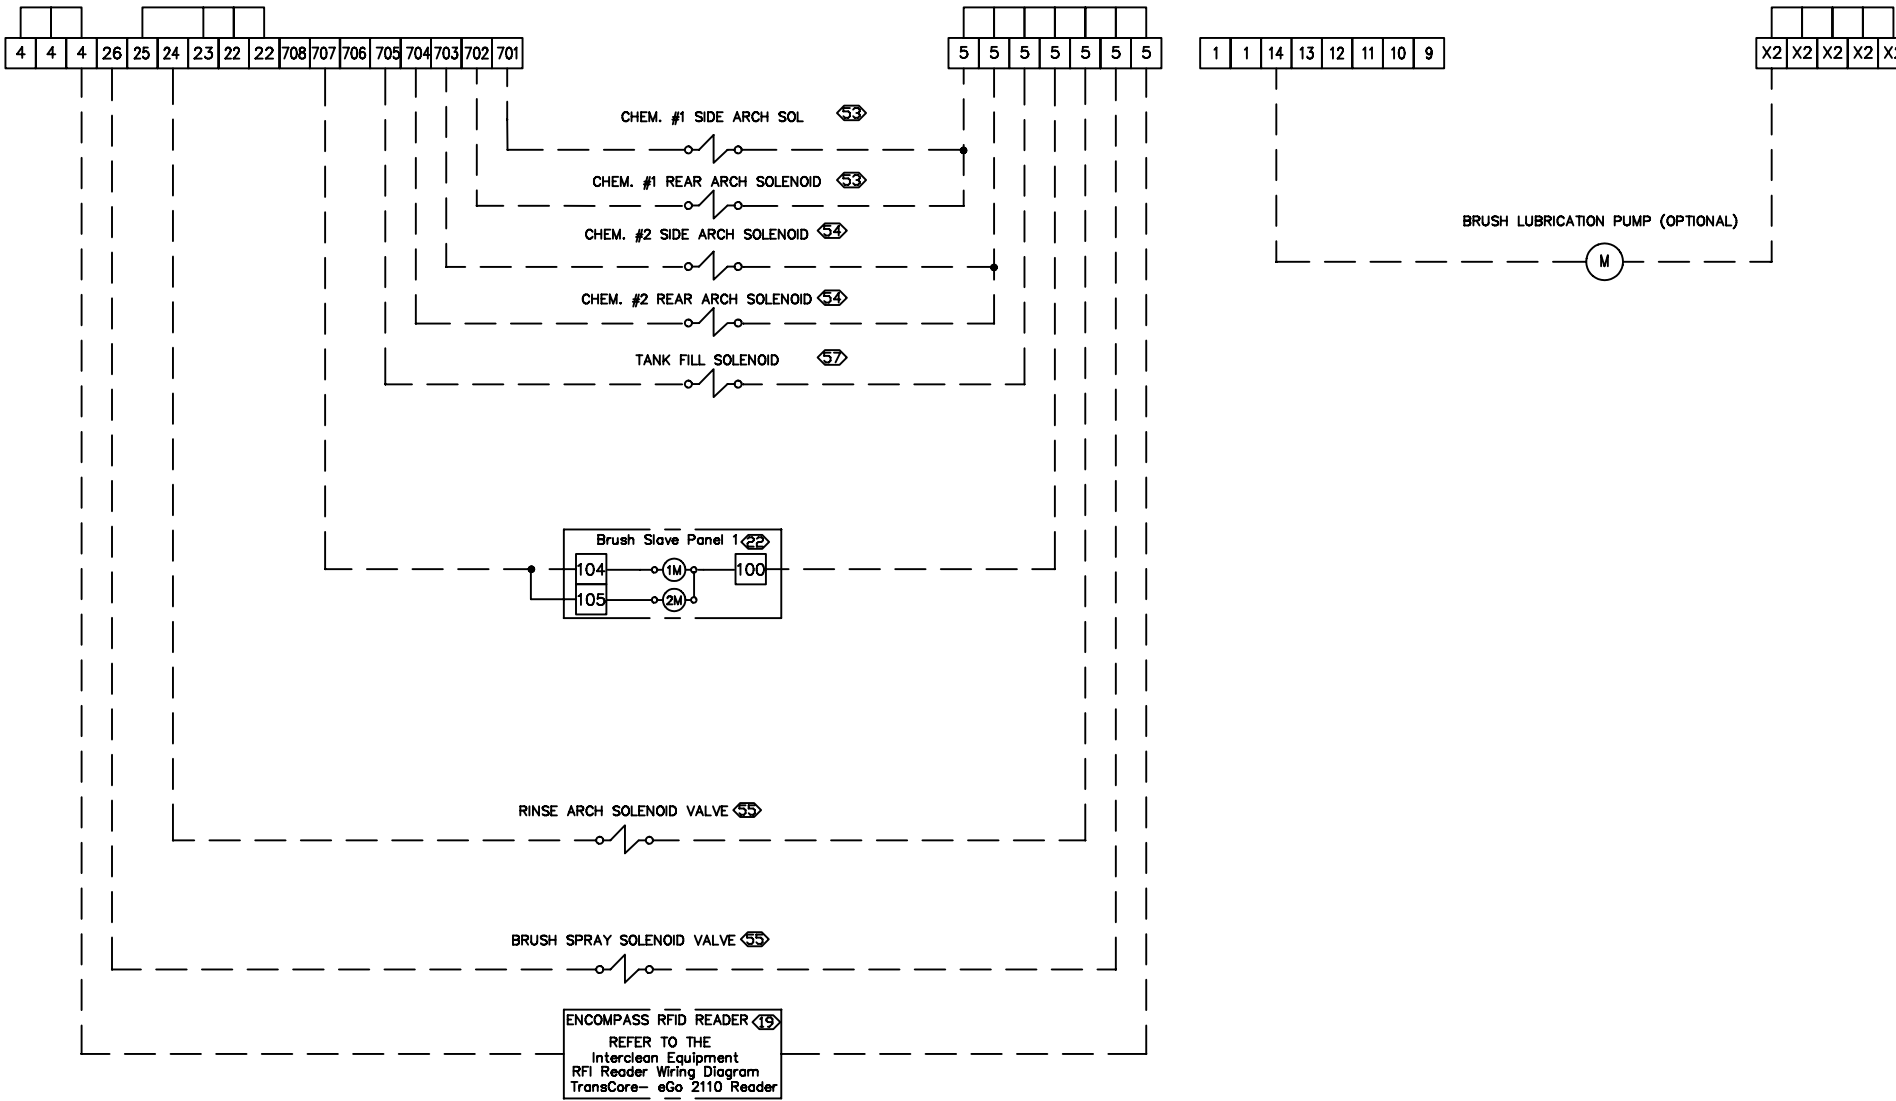 4 4 4 26 25 24 23 22 22 708 707 706 705 704 703 702 701
5 5 5 5 5 5 5
1 1 14 13 12 11 10 9
X2 X2 X2 X2
CHEM. #1 SIDE ARCH SOL 53
CHEM. #1 REAR ARCH SOLENOID 53
CHEM. #2 SIDE ARCH SOLENOID 54
BRUSH LUBRICATION PUMP (OPTIONAL)
M
CHEM. #2 REAR ARCH SOLENOID 54
TANK FILL SOLENOID 57
Brush Slave Panel 1 22
104 1M 100
105 2M
RINSE ARCH SOLENOID VALVE 55
BRUSH SPRAY SOLENOID VALVE 55
ENCOMPASS RFID READER 19
REFER TO THE
Interclean Equipment
RFI Reader Wiring Diagram
TransCore- eGo 2110 Reader